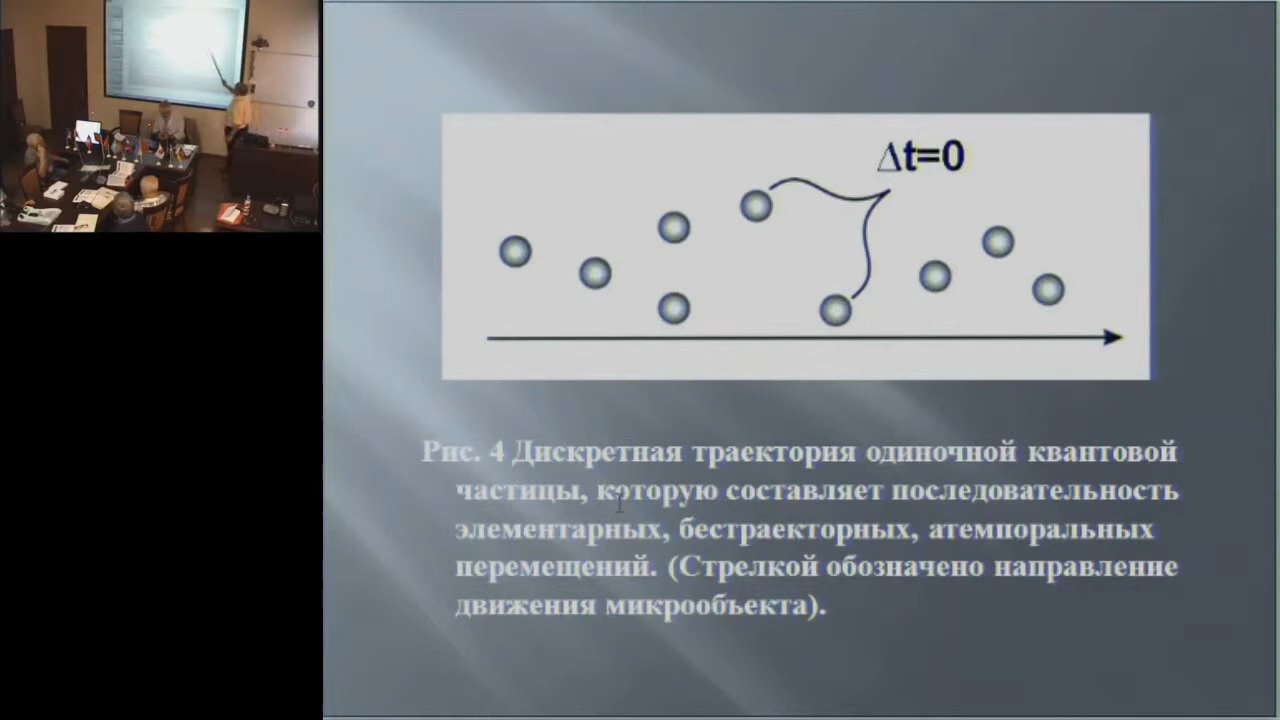 Δt=0
Рис. 4 Дискретная траектория одиночной квантовой
частицы, которую составляет последовательность
элементарных, бестраекторных, атемпоральных
перемещений. (Стрелкой обозначено направление
движения микрообъекта).